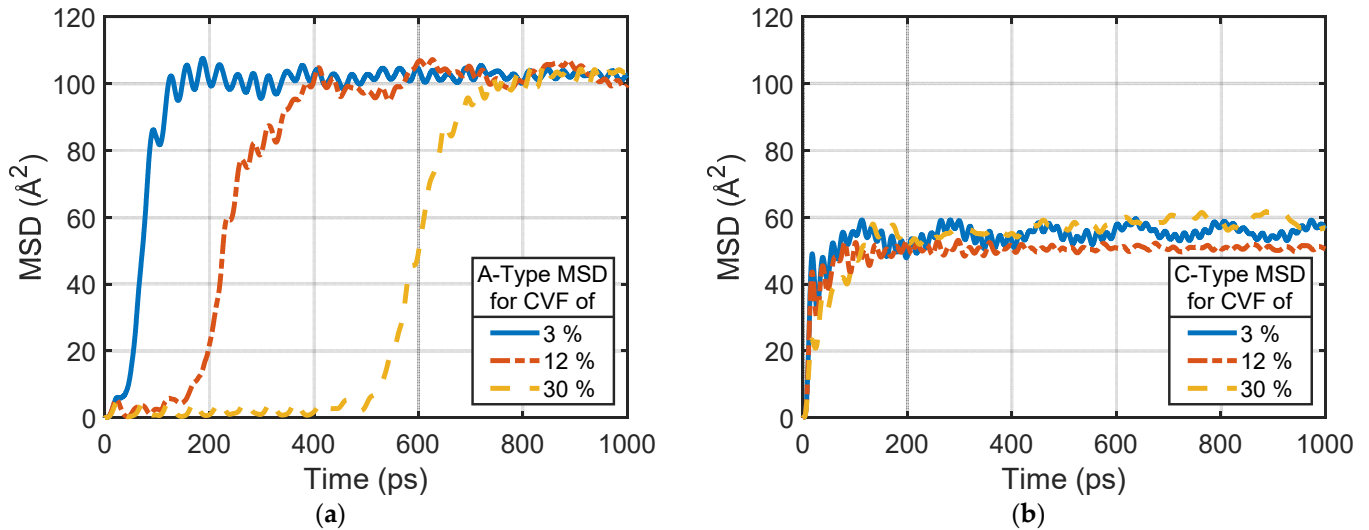 120
100
80
60
40
20
0
MSD (Å2)
A-Type MSD
for CVF of
3 %
12 %
30 %
0 200 400 600 800 1000
Time (ps)
(a)
120
100
80
60
40
20
0
MSD (Å2)
C-Type MSD
for CVF of
3 %
12 %
30 %
0 200 400 600 800 1000
Time (ps)
(b)